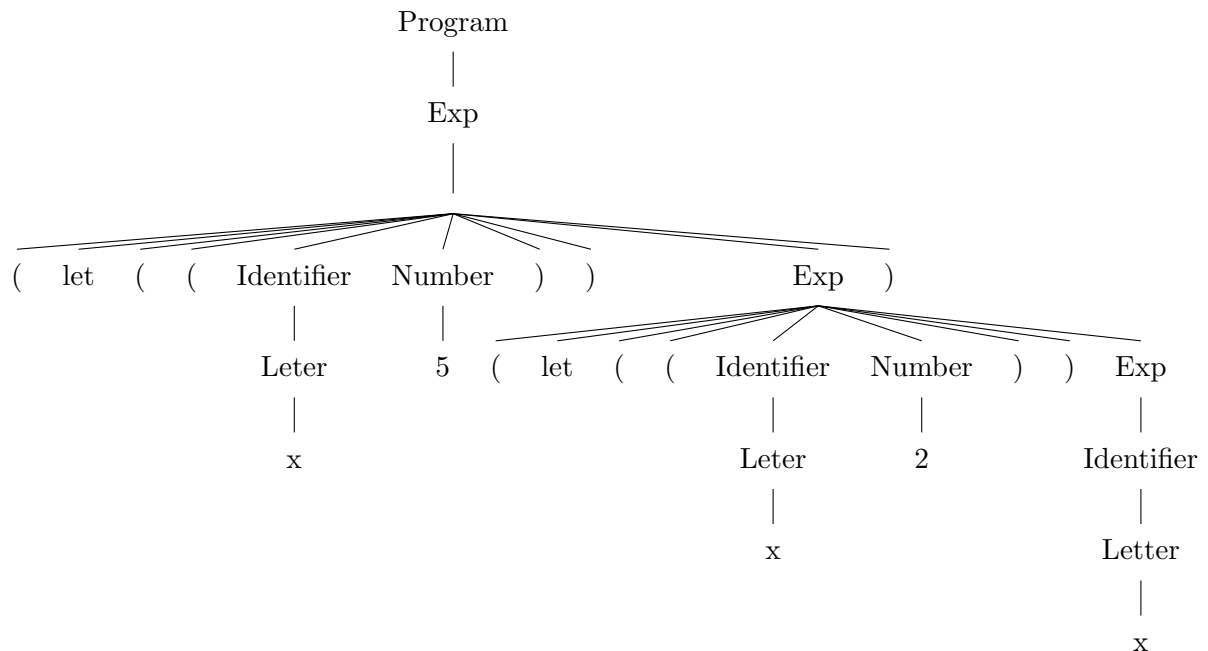 Program
Exp
( let ( ( Identifier Number ) ) Exp )
Leter 5 ( let ( ( Identifier Number ) ) Exp
x Leter 2 Identifier
x Letter
x